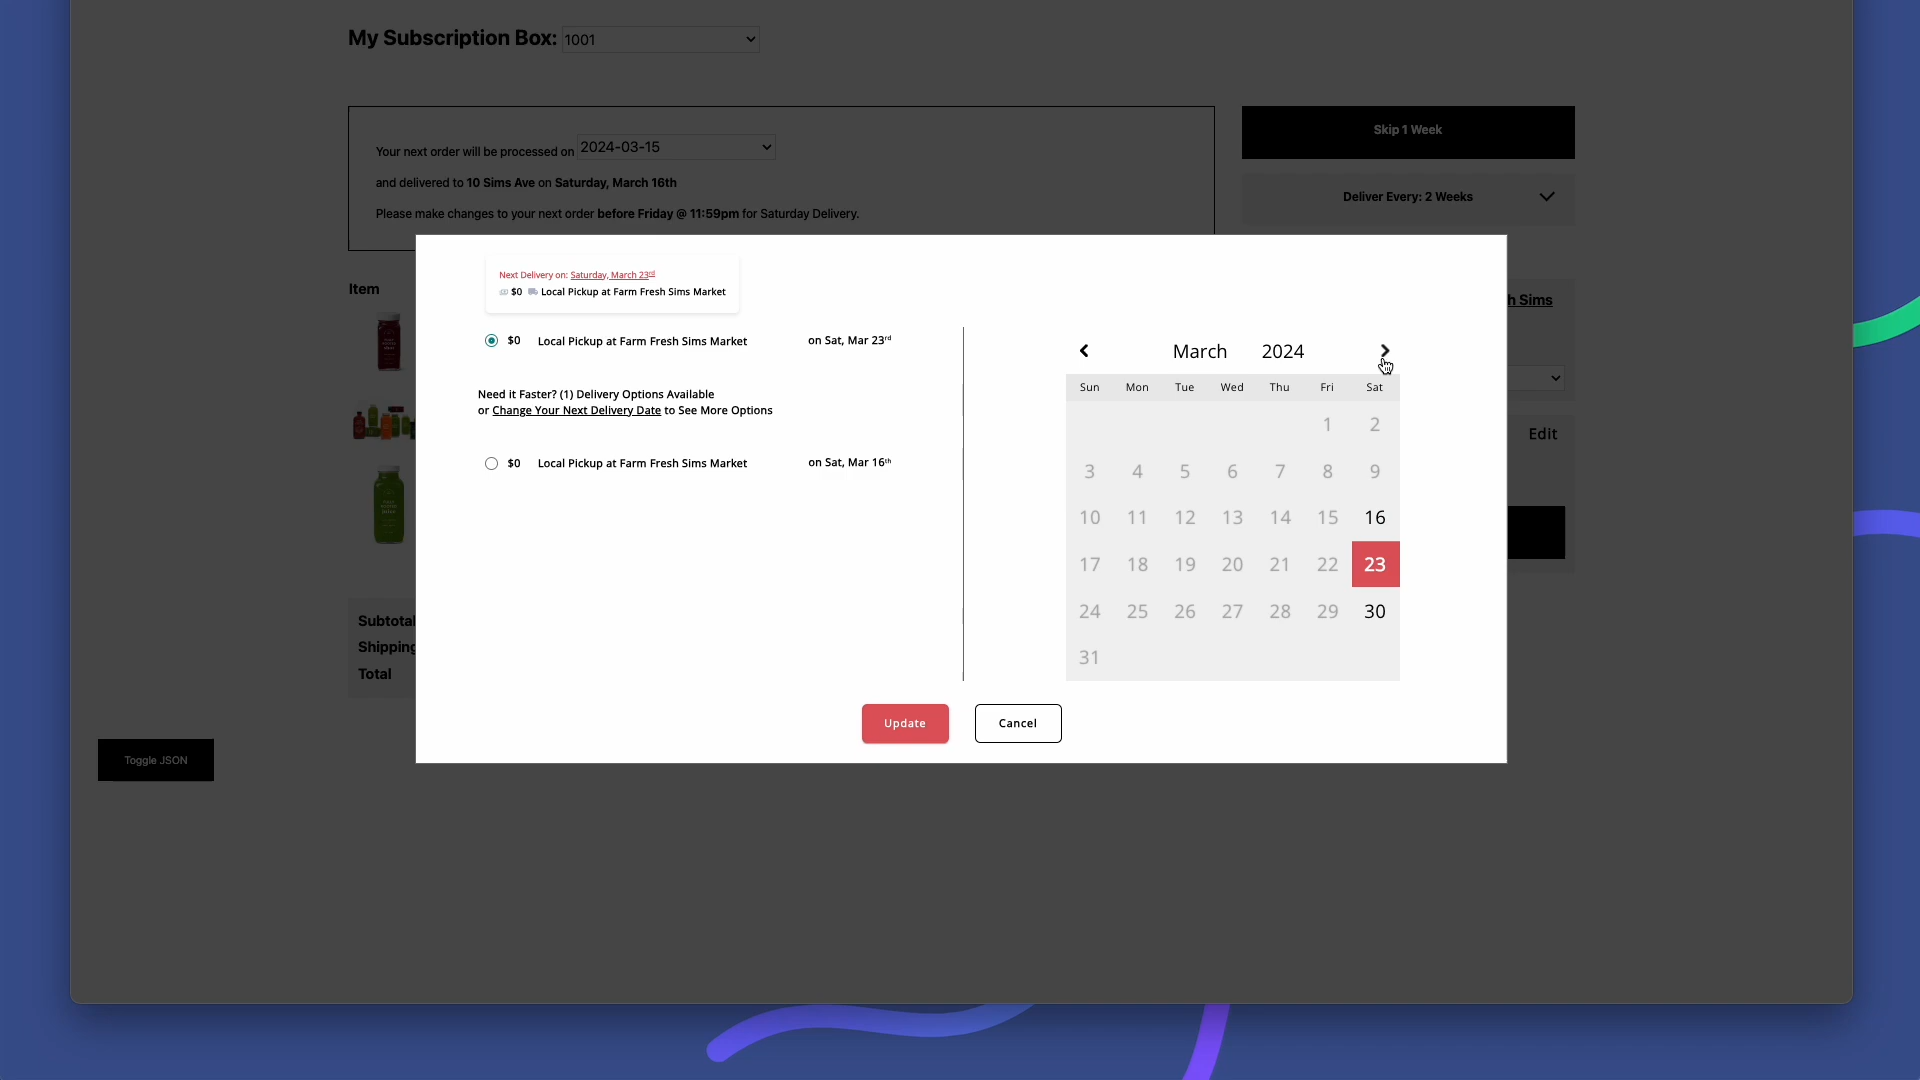 My Subscription Box: 1001
Your next order will be processed on 2024-03-15
and delivered to 10 Sims Ave on Saturday, March 16th
Please make changes to your next order before Friday @ 11:59pm for Saturday Delivery.
Skip 1 Week
Deliver Every: 2 Weeks
Item
h Sims
Edit
Subtotal
Shipping
Total
Toggle JSON
Next Delivery on: Saturday, March 23rd
$0 Local Pickup at Farm Fresh Sims Market
$0 Local Pickup at Farm Fresh Sims Market on Sat, Mar 23rd
Need it Faster? (1) Delivery Options Available
or Change Your Next Delivery Date to See More Options
$0 Local Pickup at Farm Fresh Sims Market on Sat, Mar 16th
March 2024
Sun Mon Tue Wed Thu Fri Sat
1 2
3 4 5 6 7 8 9
10 11 12 13 14 15 16
17 18 19 20 21 22 23
24 25 26 27 28 29 30
31
Update
Cancel